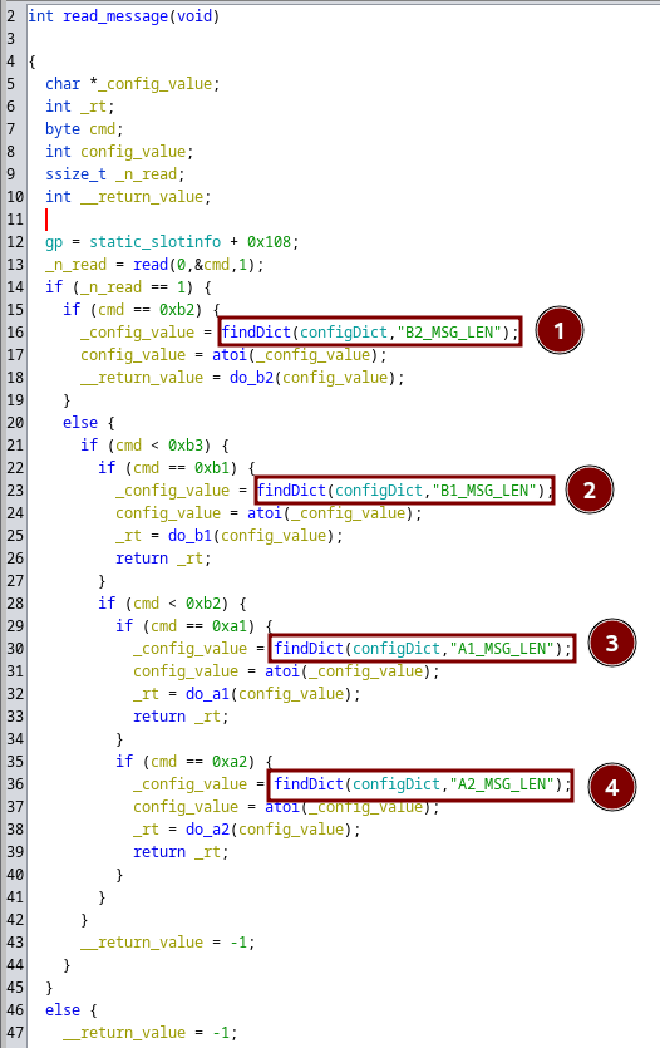 2 int read_message(void)
3
4 {
5 char *_config_value;
6 int _rt;
7 byte cmd;
8 int config_value;
9 ssize_t _n_read;
10 int __return_value;
11
12 gp = static_slotinfo + 0x108;
13 _n_read = read(0,&cmd,1);
14 if (_n_read == 1) {
15 if (cmd == 0xb2) {
16 _config_value = findDict(configDict,"B2_MSG_LEN"); 1
17 config_value = atoi(_config_value);
18 __return_value = do_b2(config_value);
19 }
20 else {
21 if (cmd < 0xb3) {
22 if (cmd == 0xb1) {
23 _config_value = findDict(configDict,"B1_MSG_LEN"); 2
24 config_value = atoi(_config_value);
25 _rt = do_b1(config_value);
26 return _rt;
27 }
28 if (cmd < 0xb2) {
29 if (cmd == 0xa1) {
30 _config_value = findDict(configDict,"A1_MSG_LEN"); 3
31 config_value = atoi(_config_value);
32 _rt = do_a1(config_value);
33 return _rt;
34 }
35 if (cmd == 0xa2) {
36 _config_value = findDict(configDict,"A2_MSG_LEN"); 4
37 config_value = atoi(_config_value);
38 _rt = do_a2(config_value);
39 return _rt;
40 }
41 }
42 }
43 __return_value = -1;
44 }
45 }
46 else {
47 __return_value = -1;